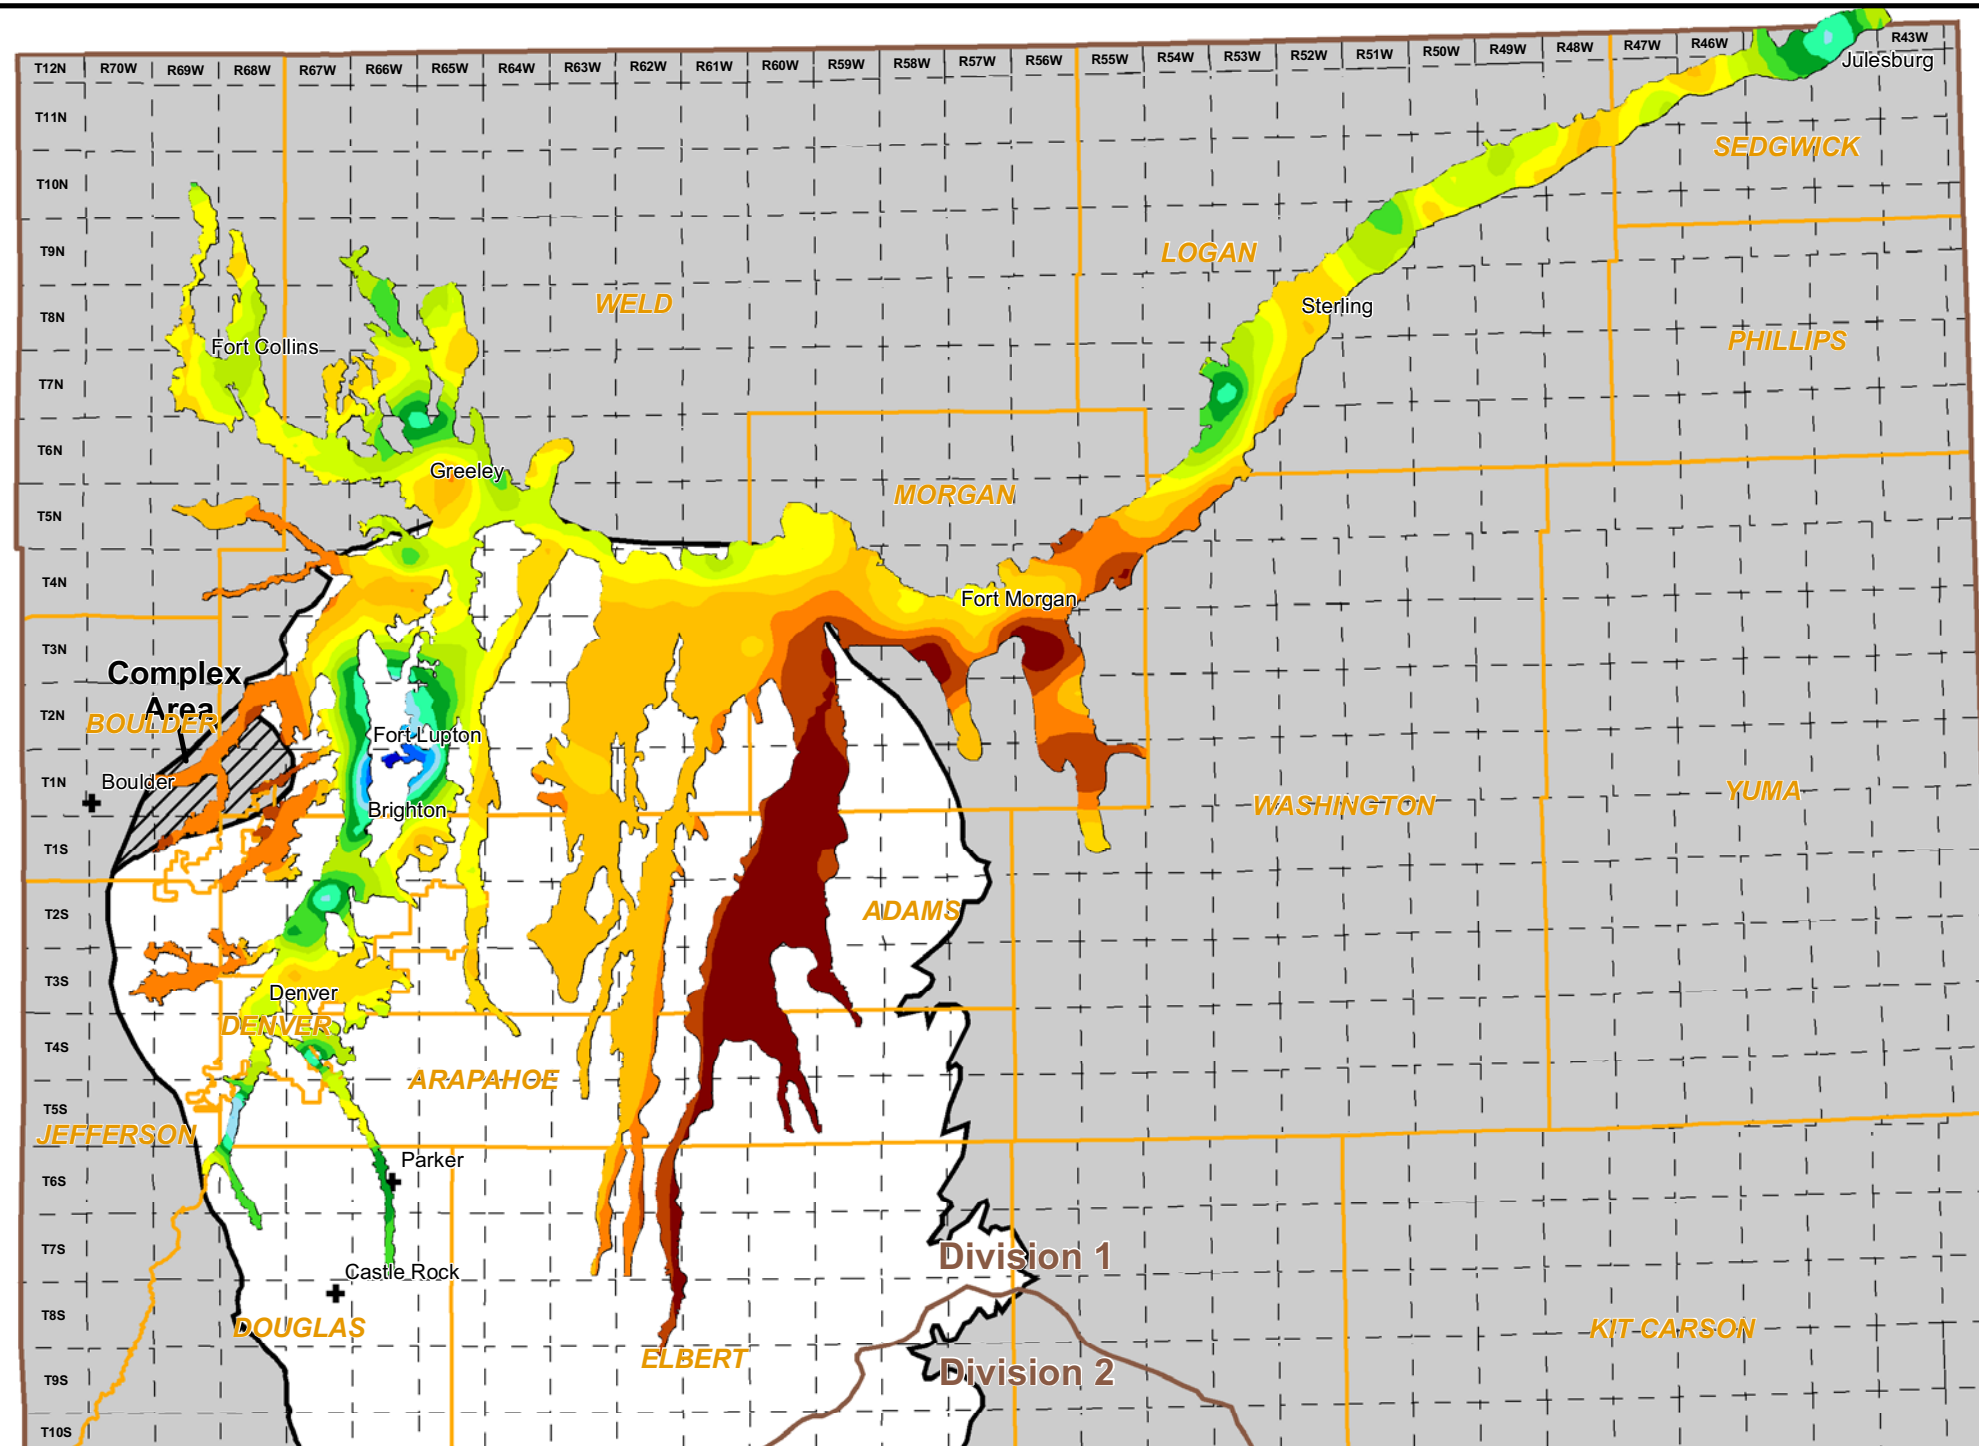 T12N R70W R69W R68W R67W R66W R65W R64W R63W R62W R61W R60W R59W R58W R57W R56W R55W R54W R53W R52W R51W R50W R49W R48W R47W R46W R43W
Julesburg
T11N
SEDGWICK
T10N
T9N
LOGAN
T8N
WELD
Sterling
Fort Collins
PHILLIPS
T7N
T6N
Greeley
MORGAN
T5N
T4N
Fort Morgan
T3N
Complex
Area
T2N
BOULDER
Fort Lupton
T1N
Boulder
YUMA
Brighton
WASHINGTON
T1S
T2S
ADAMS
T3S
Denver
DENVER
T4S
ARAPAHOE
T5S
JEFFERSON
Parker
T6S
T7S
Division 1
Castle Rock
T8S
DOUGLAS
KIT CARSON
ELBERT
T9S
Division 2
T10S